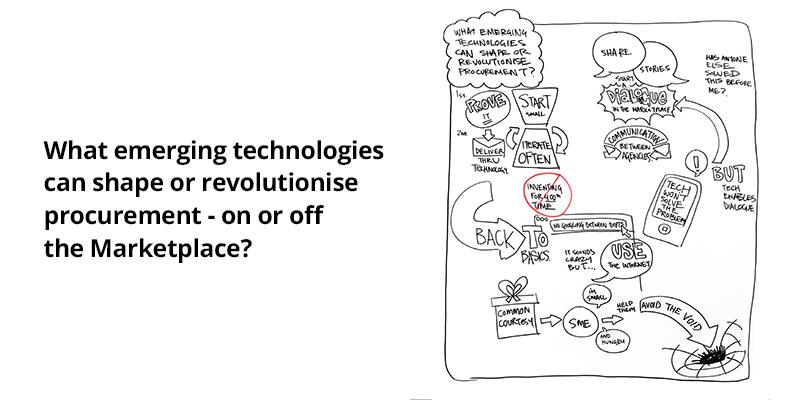 What emerging technologies
can shape or revolutionise
procurement - on or off
the Marketplace?
WHAT EMERGING
TECHNOLOGIES
CAN SHAPE OR
REVOLUTIONISE
PROCUREMENT?
1ST.
PROVE
IT
START
SMALL
2ND.
DELIVER
THRU
TECHNOLOGY
ITERATE
OFTEN
SHARE
STORIES
START
A
DIALOGUE
IN THE MARKETPLACE
HAS ANYONE
ELSE
SOLVED
THIS BEFORE
ME?
COMMUNICATION
BETWEEN
AGENCIES
!
TECH
WON'T
SOLVE
THE
PROBLEM
BUT
TECH
ENABLES
DIALOGUE
INVENTING
FOR
TIME
BACK
TO
BASICS
NO GOOGLING BETWEEN DEPTS
IT SOUNDS
CRAZY
BUT...
USE
THE INTERNET
COMMON
COURTESY
SME
I'M
SMALL
AND
HUNGRY
HELP
THEM
AVOID THE VOID